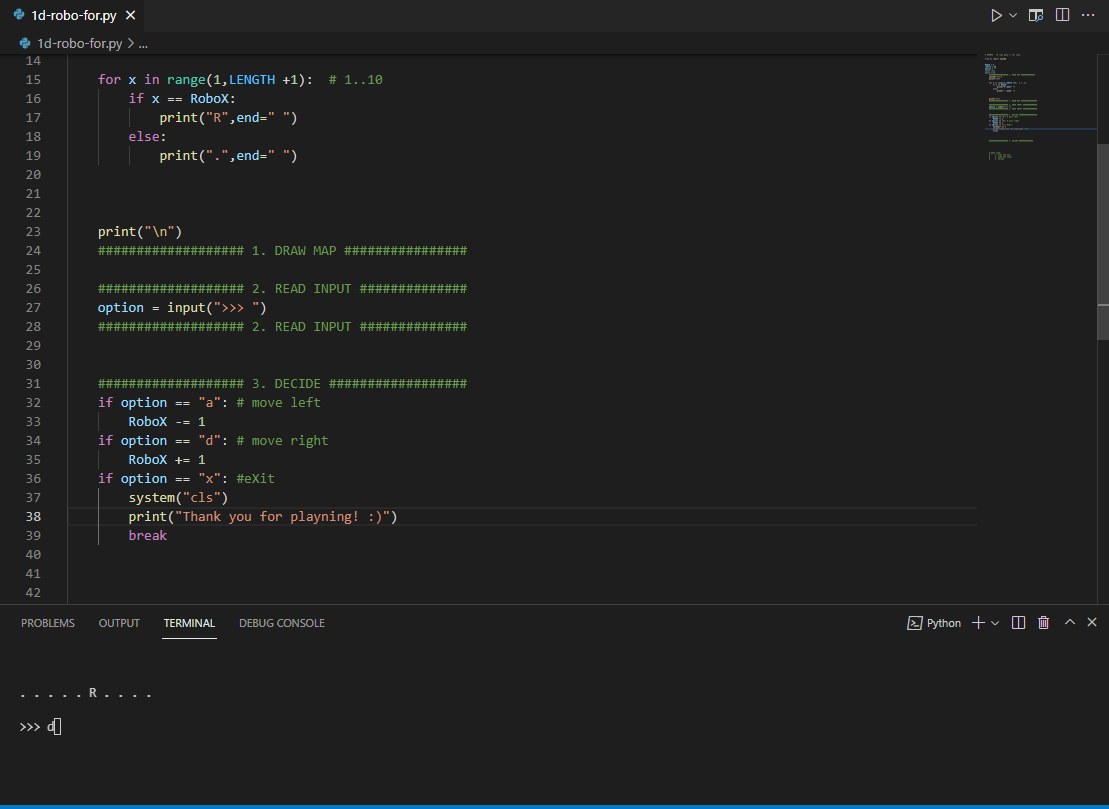 1d-robo-for.py
1d-robo-for.py > ...
14
15 for x in range(1,LENGTH +1):  # 1..10
16 if x == RoboX:
17 print("R",end=" ")
18 else:
19 print(".",end=" ")
20
21
22
23 print("\n")
24 ################### 1. DRAW MAP ################
25
26 ################### 2. READ INPUT ##############
27 option = input(">>> ")
28 ################### 2. READ INPUT ##############
29
30
31 ################### 3. DECIDE ##################
32 if option == "a": # move left
33 RoboX -= 1
34 if option == "d": # move right
35 RoboX += 1
36 if option == "x": #eXit
37 system("cls")
38 print("Thank you for playning! :)")
39 break
40
41
42
PROBLEMS OUTPUT TERMINAL DEBUG CONSOLE Python
. . . . . R . . . .
>>> d